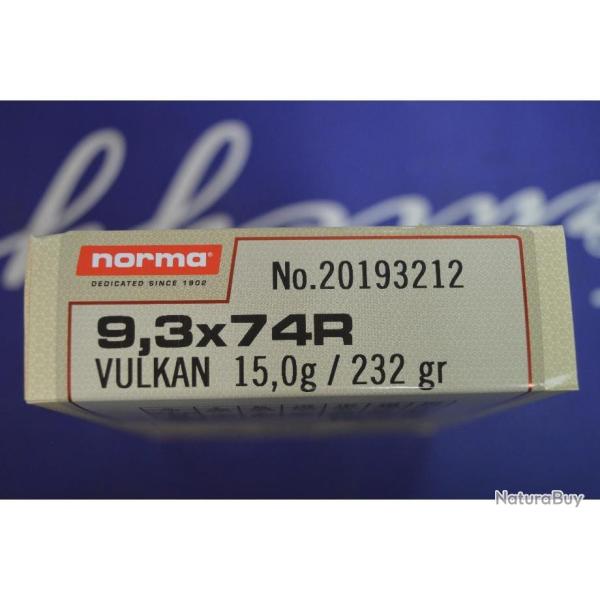 norma
DEDICATED SINCE 1902
No.20193212
9,3x74R
VULKAN 15,0g / 232 gr
NaturaBuy